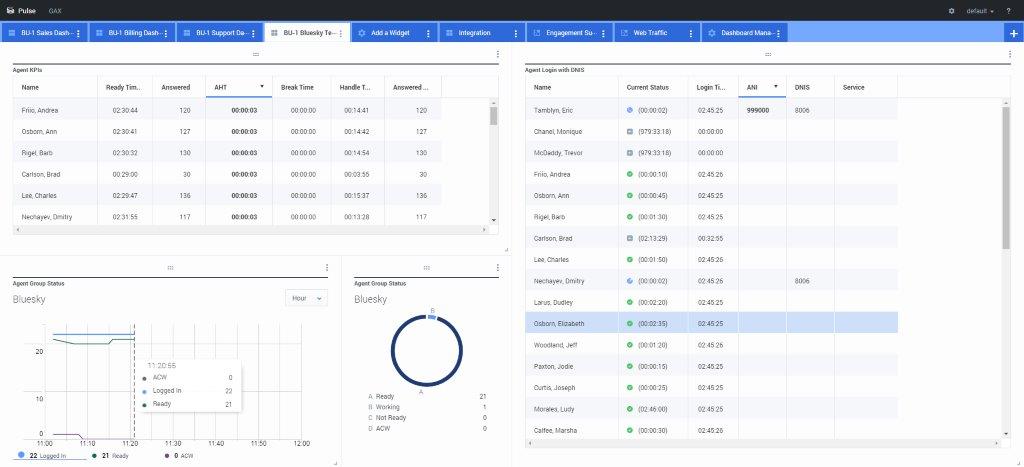 Pulse GAX default ?
BU-1 Sales Dash··· BU-1 Billing Dash··· BU-1 Support Da··· BU-1 Bluesky Te··· Add a Widget Integration Engagement Su··· Web Traffic Dashboard Mana···
Agent KPIs
Name Ready Tim.. Answered AHT Break Time Handle T... Answered ...
Friio, Andrea 02:30:44 120 00:00:03 00:00:00 00:14:41 120
Osborn, Ann 02:30:41 127 00:00:03 00:00:00 00:14:42 127
Rigel, Barb 02:30:32 130 00:00:03 00:00:00 00:14:54 130
Carlson, Brad 00:29:00 30 00:00:03 00:00:00 00:03:55 30
Lee, Charles 02:29:47 136 00:00:03 00:00:00 00:15:37 136
Nechayev, Dmitry 02:31:55 117 00:00:03 00:00:00 00:13:28 117
Agent Login with DNIS
Name Current Status Login Ti... ANI DNIS Service
Tamblyn, Eric (00:00:02) 02:45:25 999000 8006
Chanel, Monique (979:33:18) 00:00:00
McDaddy, Trevor (979:33:18) 00:00:00
Friio, Andrea (00:00:10) 02:45:26
Osborn, Ann (00:00:45) 02:45:25
Rigel, Barb (00:01:30) 02:45:25
Carlson, Brad (02:13:29) 00:32:55
Lee, Charles (00:01:50) 02:45:26
Nechayev, Dmitry (00:00:02) 02:45:26 8006
Larus, Dudley (00:02:20) 02:45:25
Osborn, Elizabeth (00:02:35) 02:45:25
Woodland, Jeff (00:01:20) 02:45:26
Paxton, Jodie (00:00:15) 02:45:26
Curtis, Joseph (00:00:25) 02:45:25
Morales, Ludy (02:46:00) 02:45:25
Calfee, Marsha (00:00:30) 02:45:26
Agent Group Status
Bluesky Hour
20
10
0
11:00 11:10 11:20 11:30 11:40 11:50 12:00
11:20:55
ACW 0
Logged In 22
Ready 21
22 Logged In 21 Ready 0 ACW
Agent Group Status
Bluesky
B
A
A Ready 21
B Working 1
C Not Ready 0
D ACW 0